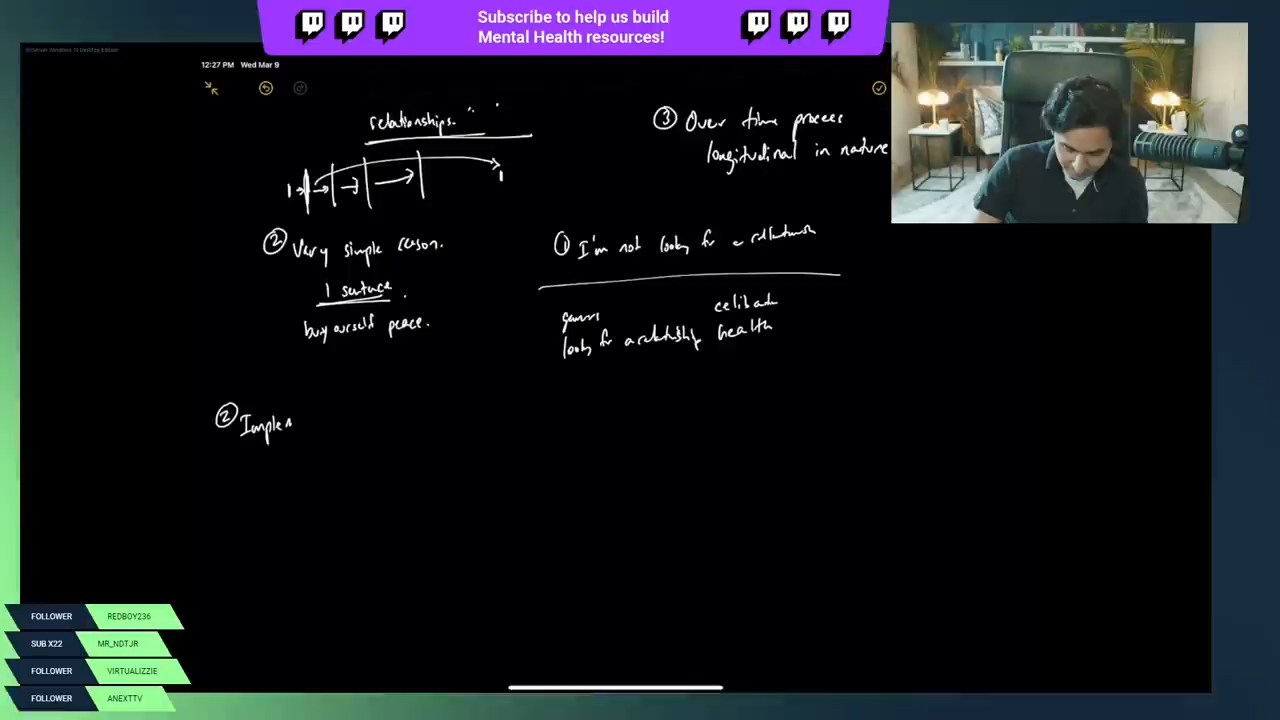 Subscribe to help us build
Mental Health resources!
12:27 PM Wed Mar 9
relationships.
③ Over time process
longitudinal in nature
1
1
② Very simple reason.
1 sentence.
buy ourself peace.
① I'm not looking for a relationship
celibate
looking for a relationship health
② Implem
FOLLOWER REDBOY236
SUB X22 MR_NDTJR
FOLLOWER VIRTUALIZZIE
FOLLOWER ANEXTTV